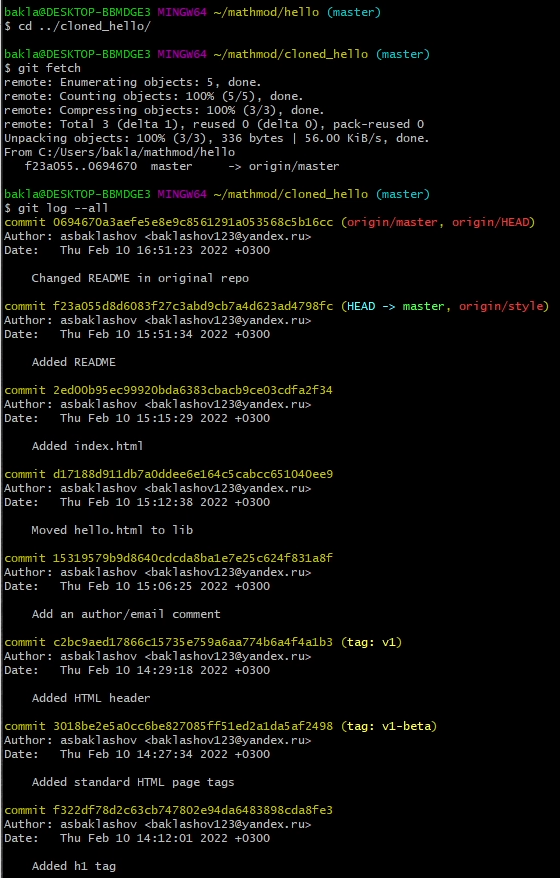 bakla@DESKTOP-BBMDGE3 MINGW64 ~/mathmod/hello (master)
$ cd ../cloned_hello/
bakla@DESKTOP-BBMDGE3 MINGW64 ~/mathmod/cloned_hello (master)
$ git fetch
remote: Enumerating objects: 5, done.
remote: Counting objects: 100% (5/5), done.
remote: Compressing objects: 100% (3/3), done.
remote: Total 3 (delta 1), reused 0 (delta 0), pack-reused 0
Unpacking objects: 100% (3/3), 336 bytes | 56.00 KiB/s, done.
From C:/Users/bakla/mathmod/hello
   f23a055..0694670  master     -> origin/master
bakla@DESKTOP-BBMDGE3 MINGW64 ~/mathmod/cloned_hello (master)
$ git log --all
commit 0694670a3aefe5e8e9c8561291a053568c5b16cc (origin/master, origin/HEAD)
Author: asbaklashov <baklashov123@yandex.ru>
Date:   Thu Feb 10 16:51:23 2022 +0300
    Changed README in original repo
commit f23a055d8d6083f27c3abd9cb7a4d623ad4798fc (HEAD -> master, origin/style)
Author: asbaklashov <baklashov123@yandex.ru>
Date:   Thu Feb 10 15:51:34 2022 +0300
    Added README
commit 2ed00b95ec99920bda6383cbacb9ce03cdfa2f34
Author: asbaklashov <baklashov123@yandex.ru>
Date:   Thu Feb 10 15:15:29 2022 +0300
    Added index.html
commit d17188d911db7a0ddee6e164c5cabcc651040ee9
Author: asbaklashov <baklashov123@yandex.ru>
Date:   Thu Feb 10 15:12:38 2022 +0300
    Moved hello.html to lib
commit 15319579b9d8640cdcda8ba1e7e25c624f831a8f
Author: asbaklashov <baklashov123@yandex.ru>
Date:   Thu Feb 10 15:06:25 2022 +0300
    Add an author/email comment
commit c2bc9aed17866c15735e759a6aa774b6a4f4a1b3 (tag: v1)
Author: asbaklashov <baklashov123@yandex.ru>
Date:   Thu Feb 10 14:29:18 2022 +0300
    Added HTML header
commit 3018be2e5a0cc6be827085ff51ed2a1da5af2498 (tag: v1-beta)
Author: asbaklashov <baklashov123@yandex.ru>
Date:   Thu Feb 10 14:27:34 2022 +0300
    Added standard HTML page tags
commit f322df78d2c63cb747802e94da6483898cda8fe3
Author: asbaklashov <baklashov123@yandex.ru>
Date:   Thu Feb 10 14:12:01 2022 +0300
    Added h1 tag